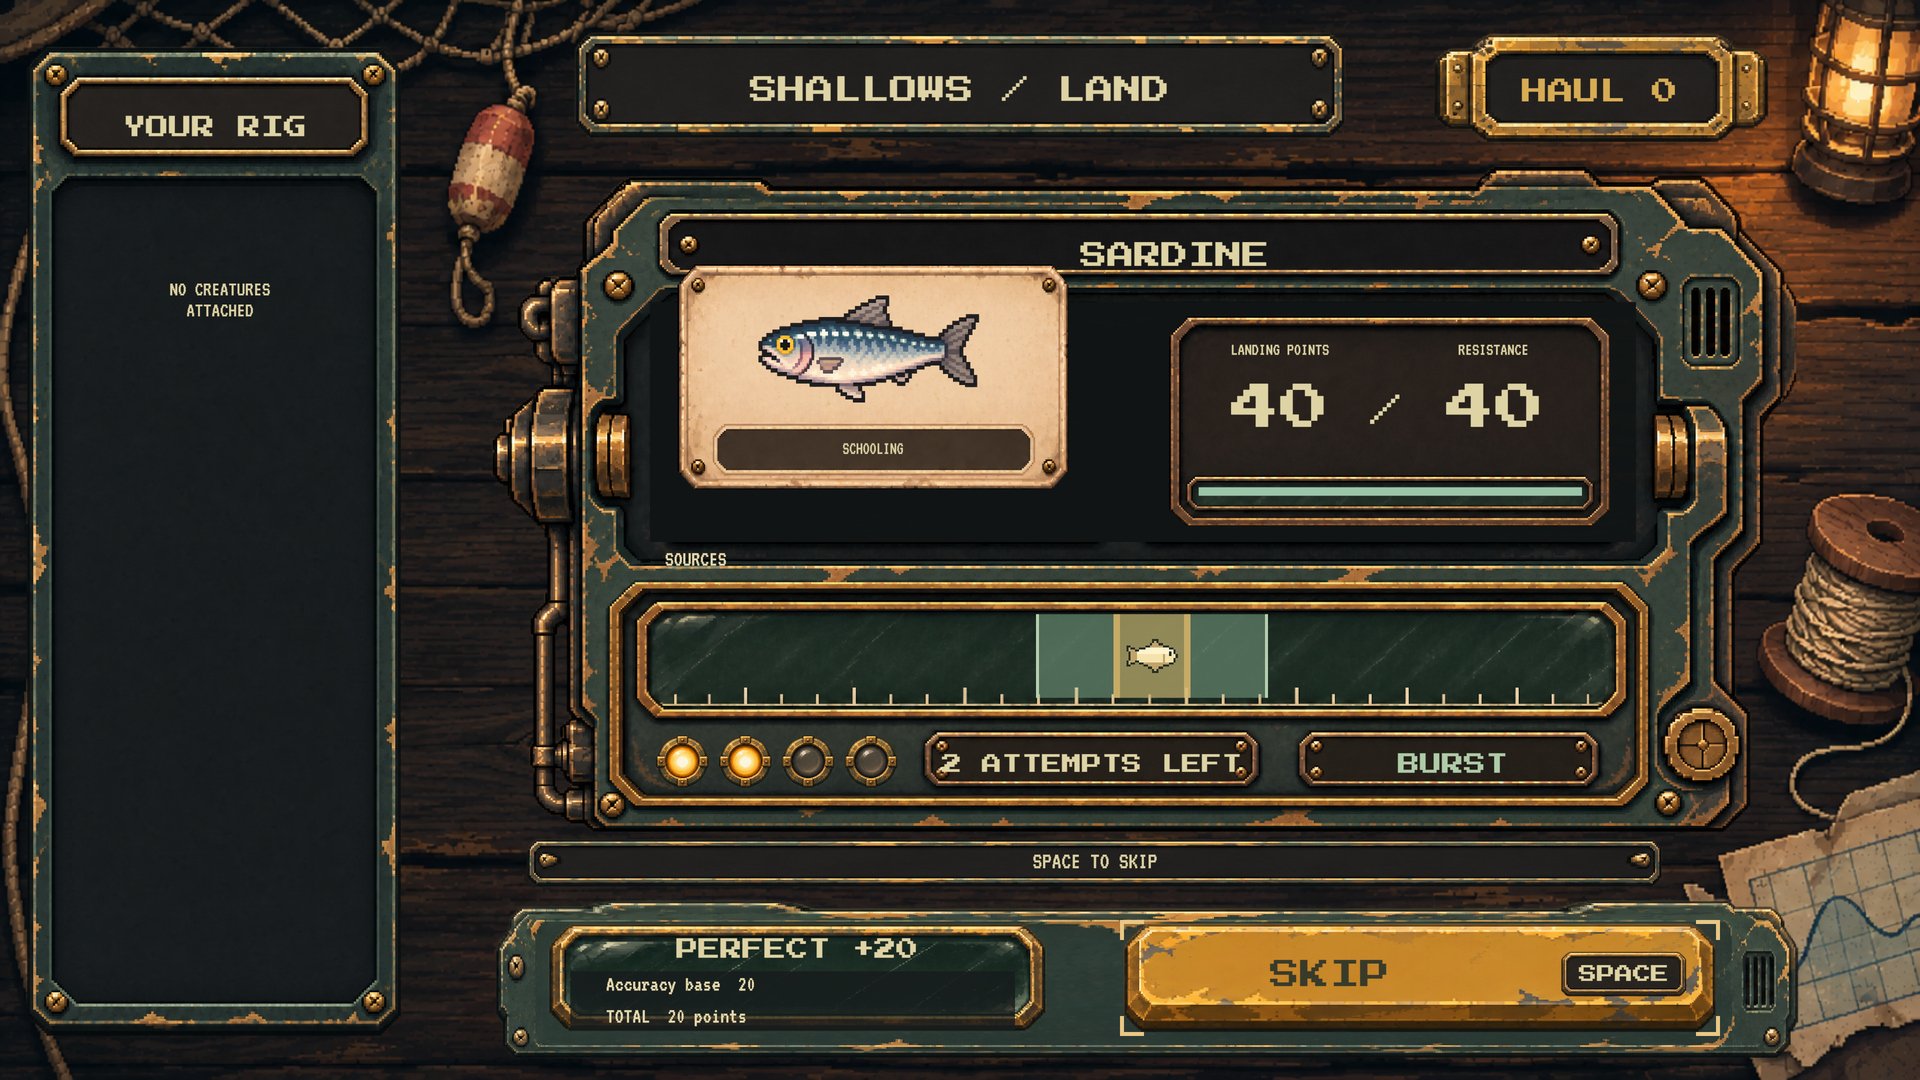 YOUR RIG
NO CREATURES
ATTACHED
SHALLOWS / LAND
HAUL 0
SARDINE
SCHOOLING
LANDING POINTS
RESISTANCE
40 / 40
SOURCES
2 ATTEMPTS LEFT
BURST
SPACE TO SKIP
PERFECT +20
Accuracy base 20
TOTAL 20 points
SKIP
SPACE